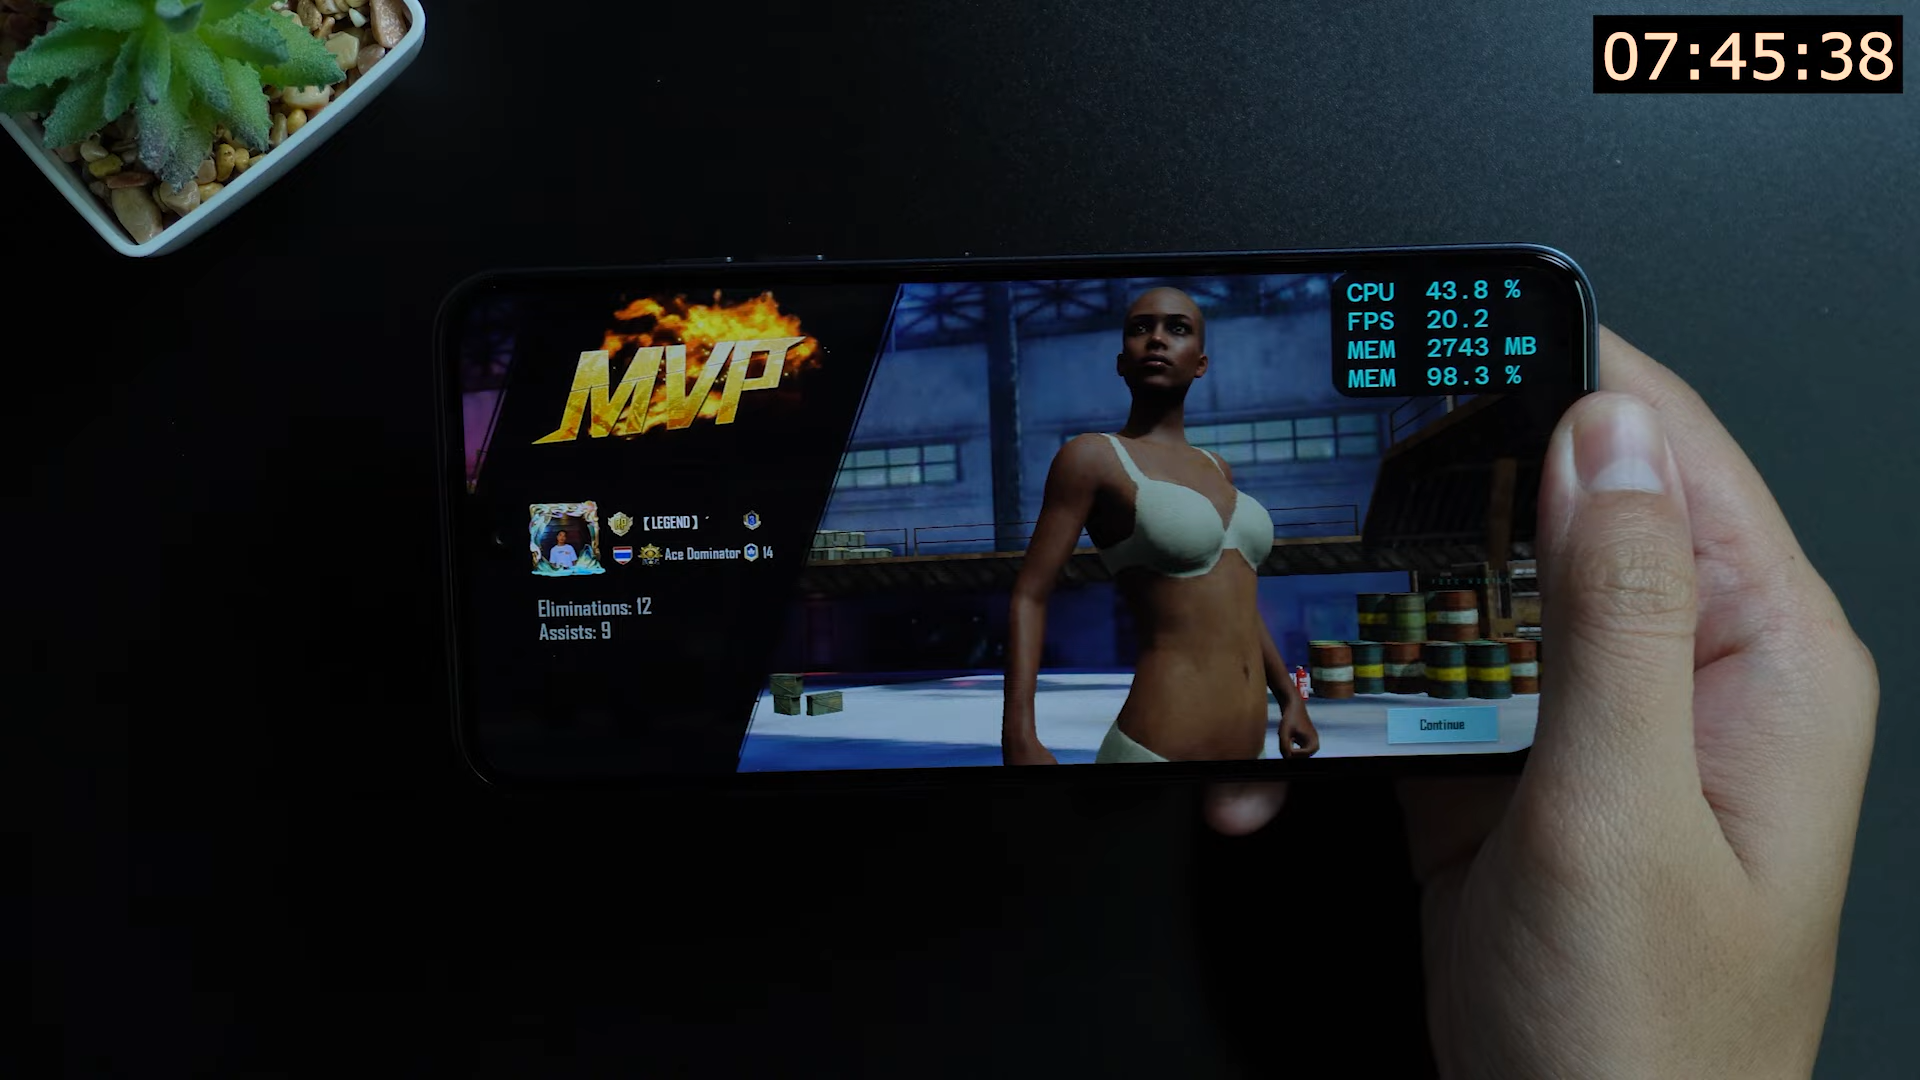 07:45:38
CPU 43.8 %
FPS 20.2
MEM 2743 MB
MEM 98.3 %
MVP
【LEGEND】
Ace Dominator 14
Eliminations: 12
Assists: 9
Continue